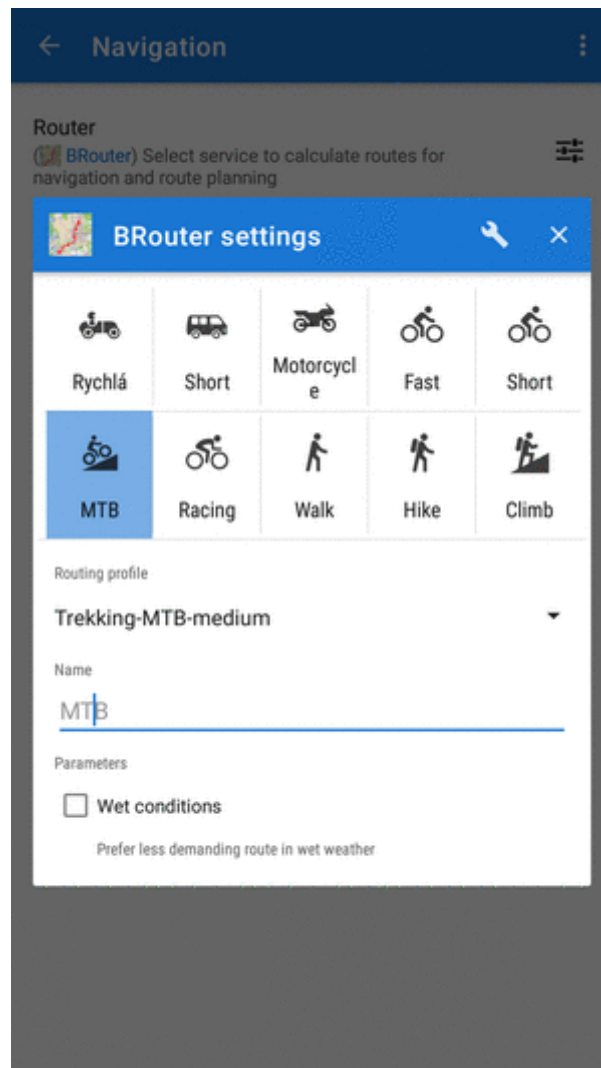 Navigation
Router
( BRouter) Select service to calculate routes for
navigation and route planning
BRouter settings
Rychlá
Short
Motorcycl
e
Fast
Short
MTB
Racing
Walk
Hike
Climb
Routing profile
Trekking-MTB-medium
Name
MTB
Parameters
Wet conditions
Prefer less demanding route in wet weather